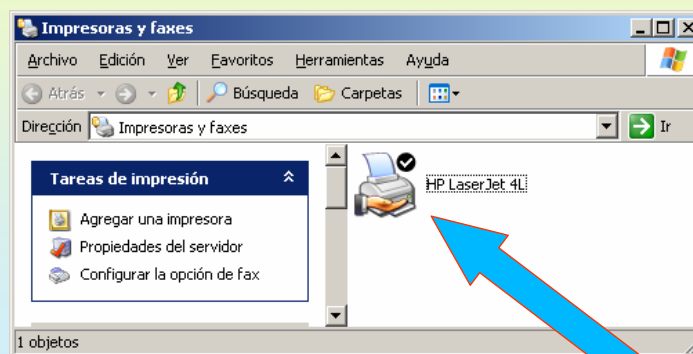 Impresoras y faxes
Archivo Edición Ver Favoritos Herramientas Ayuda
Atrás Búsqueda Carpetas
Dirección Impresoras y faxes Ir
Tareas de impresión
Agregar una impresora
Propiedades del servidor
Configurar la opción de fax
HP LaserJet 4L
1 objetos